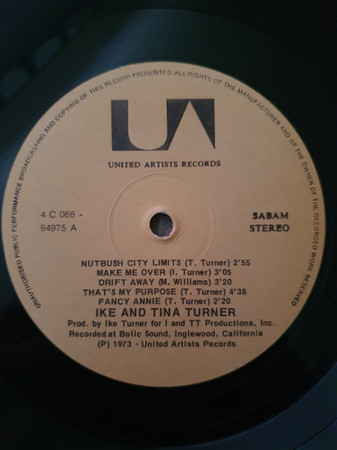 UNAUTHORISED PUBLIC PERFORMANCE BROADCASTING AND COPYING OF THIS RECORD PROHIBITED·ALL RIGHTS OF THE MANUFACTURER AND OF THE OWNER OF THE RECORDED WORK RESERVED
UA
UNITED ARTISTS RECORDS
4 C 066 -
94975 A
SABAM
STEREO
NUTBUSH CITY LIMITS (T. Turner) 2'55
MAKE ME OVER (I. Turner) 3'05
DRIFT AWAY (M. Williams) 3'20
THAT'S MY PURPOSE (T. Turner) 4'38
FANCY ANNIE (T. Turner) 2'20
IKE AND TINA TURNER
Prod. by Ike Turner for I and TT Productions, Inc.
Recorded at Bolic Sound, Inglewood, California
(P) 1973 - United Artists Records